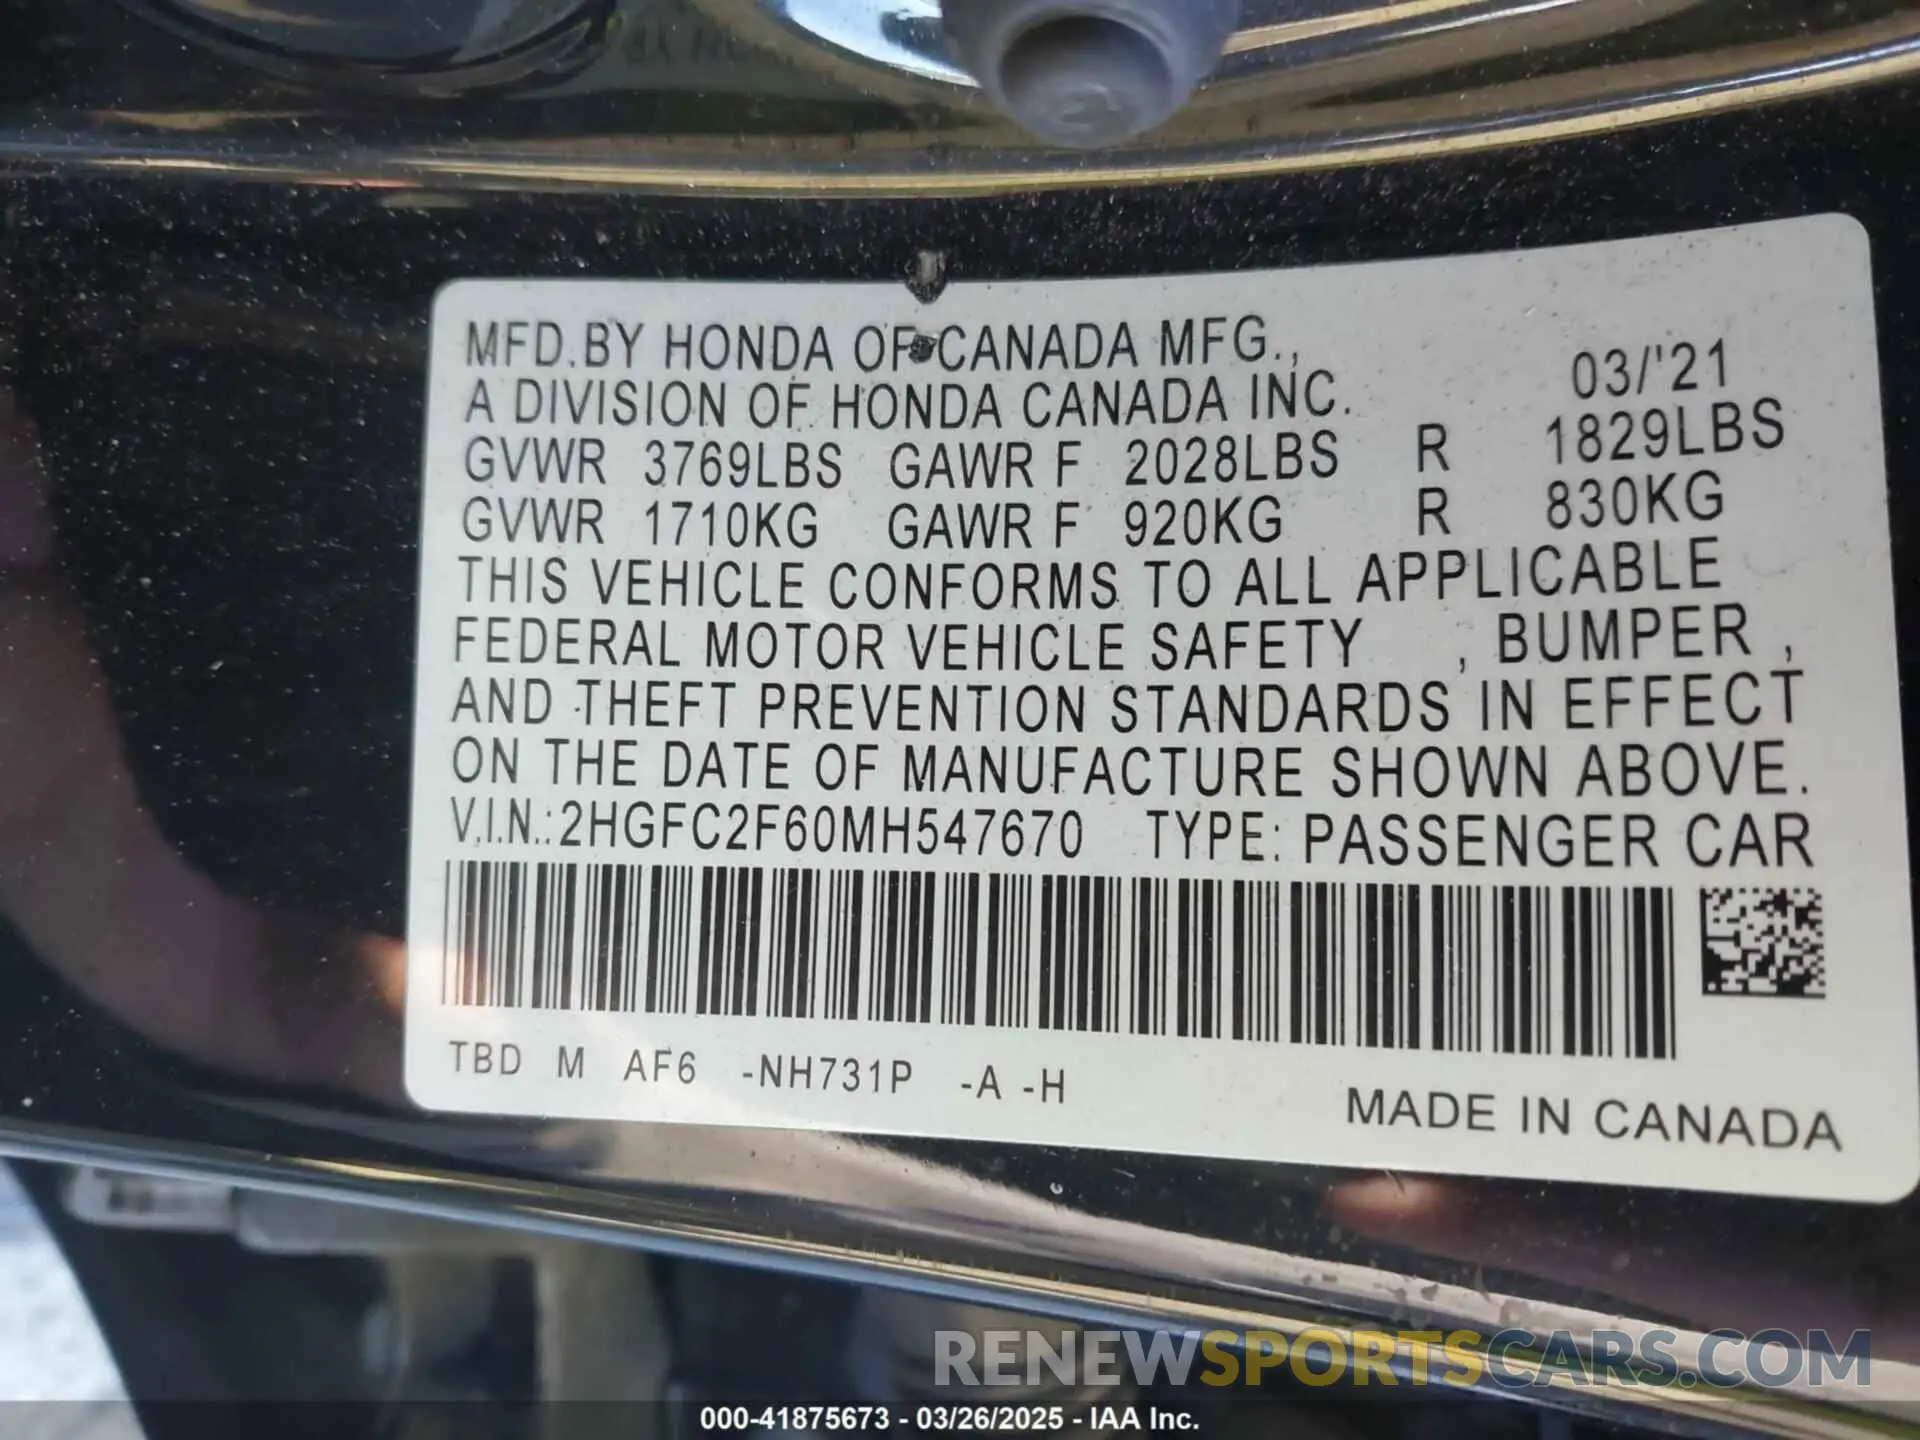 MFD.BY HONDA OF CANADA MFG.,
A DIVISION OF HONDA CANADA INC. 03/'21
GVWR 3769LBS GAWR F 2028LBS R 1829LBS
GVWR 1710KG GAWR F 920KG R 830KG
THIS VEHICLE CONFORMS TO ALL APPLICABLE
FEDERAL MOTOR VEHICLE SAFETY , BUMPER ,
AND THEFT PREVENTION STANDARDS IN EFFECT
ON THE DATE OF MANUFACTURE SHOWN ABOVE.
V.I.N.: 2HGFC2F60MH547670 TYPE: PASSENGER CAR
TBD M AF6 -NH731P -A -H
MADE IN CANADA
RENEWSPORTSCARS.COM
000-41875673 - 03/26/2025 - IAA Inc.